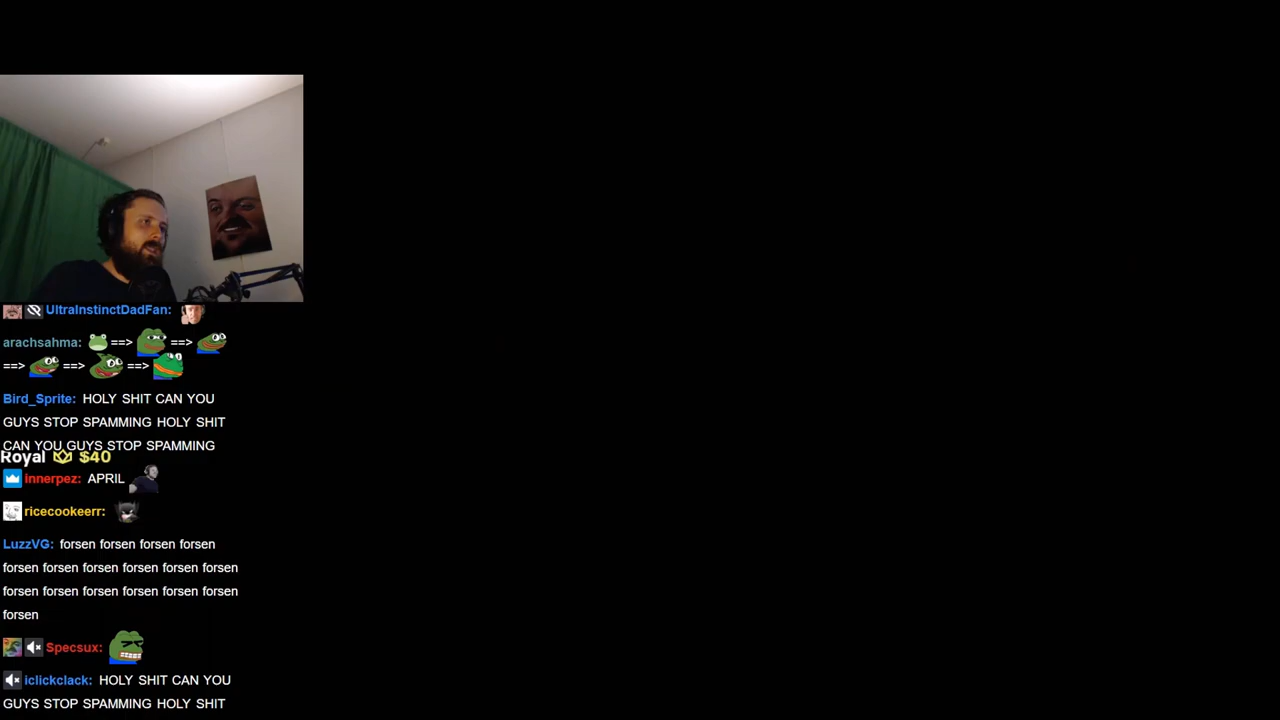 UltraInstinctDadFan:
arachsahma: ==> ==>
==> ==> ==>
Bird_Sprite: HOLY SHIT CAN YOU
GUYS STOP SPAMMING HOLY SHIT
CAN YOU GUYS STOP SPAMMING
Royal $40
innerpez: APRIL
ricecookeerr:
LuzzVG: forsen forsen forsen forsen
forsen forsen forsen forsen forsen forsen
forsen forsen forsen forsen forsen forsen
forsen
Specsux:
iclickclack: HOLY SHIT CAN YOU
GUYS STOP SPAMMING HOLY SHIT